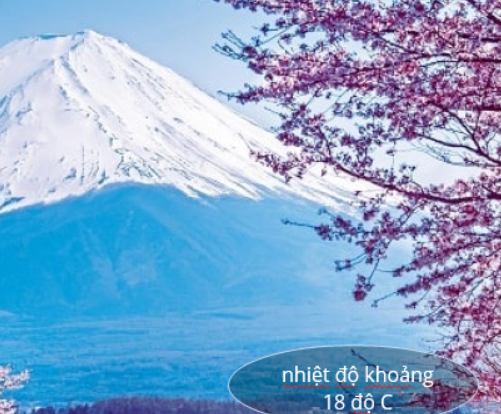 nhiệt độ khoảng
18 độ C